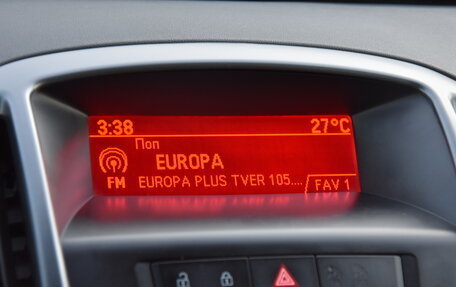 3:38 27°C
Поп
EUROPA
FM EUROPA PLUS TVER 105.... FAV 1